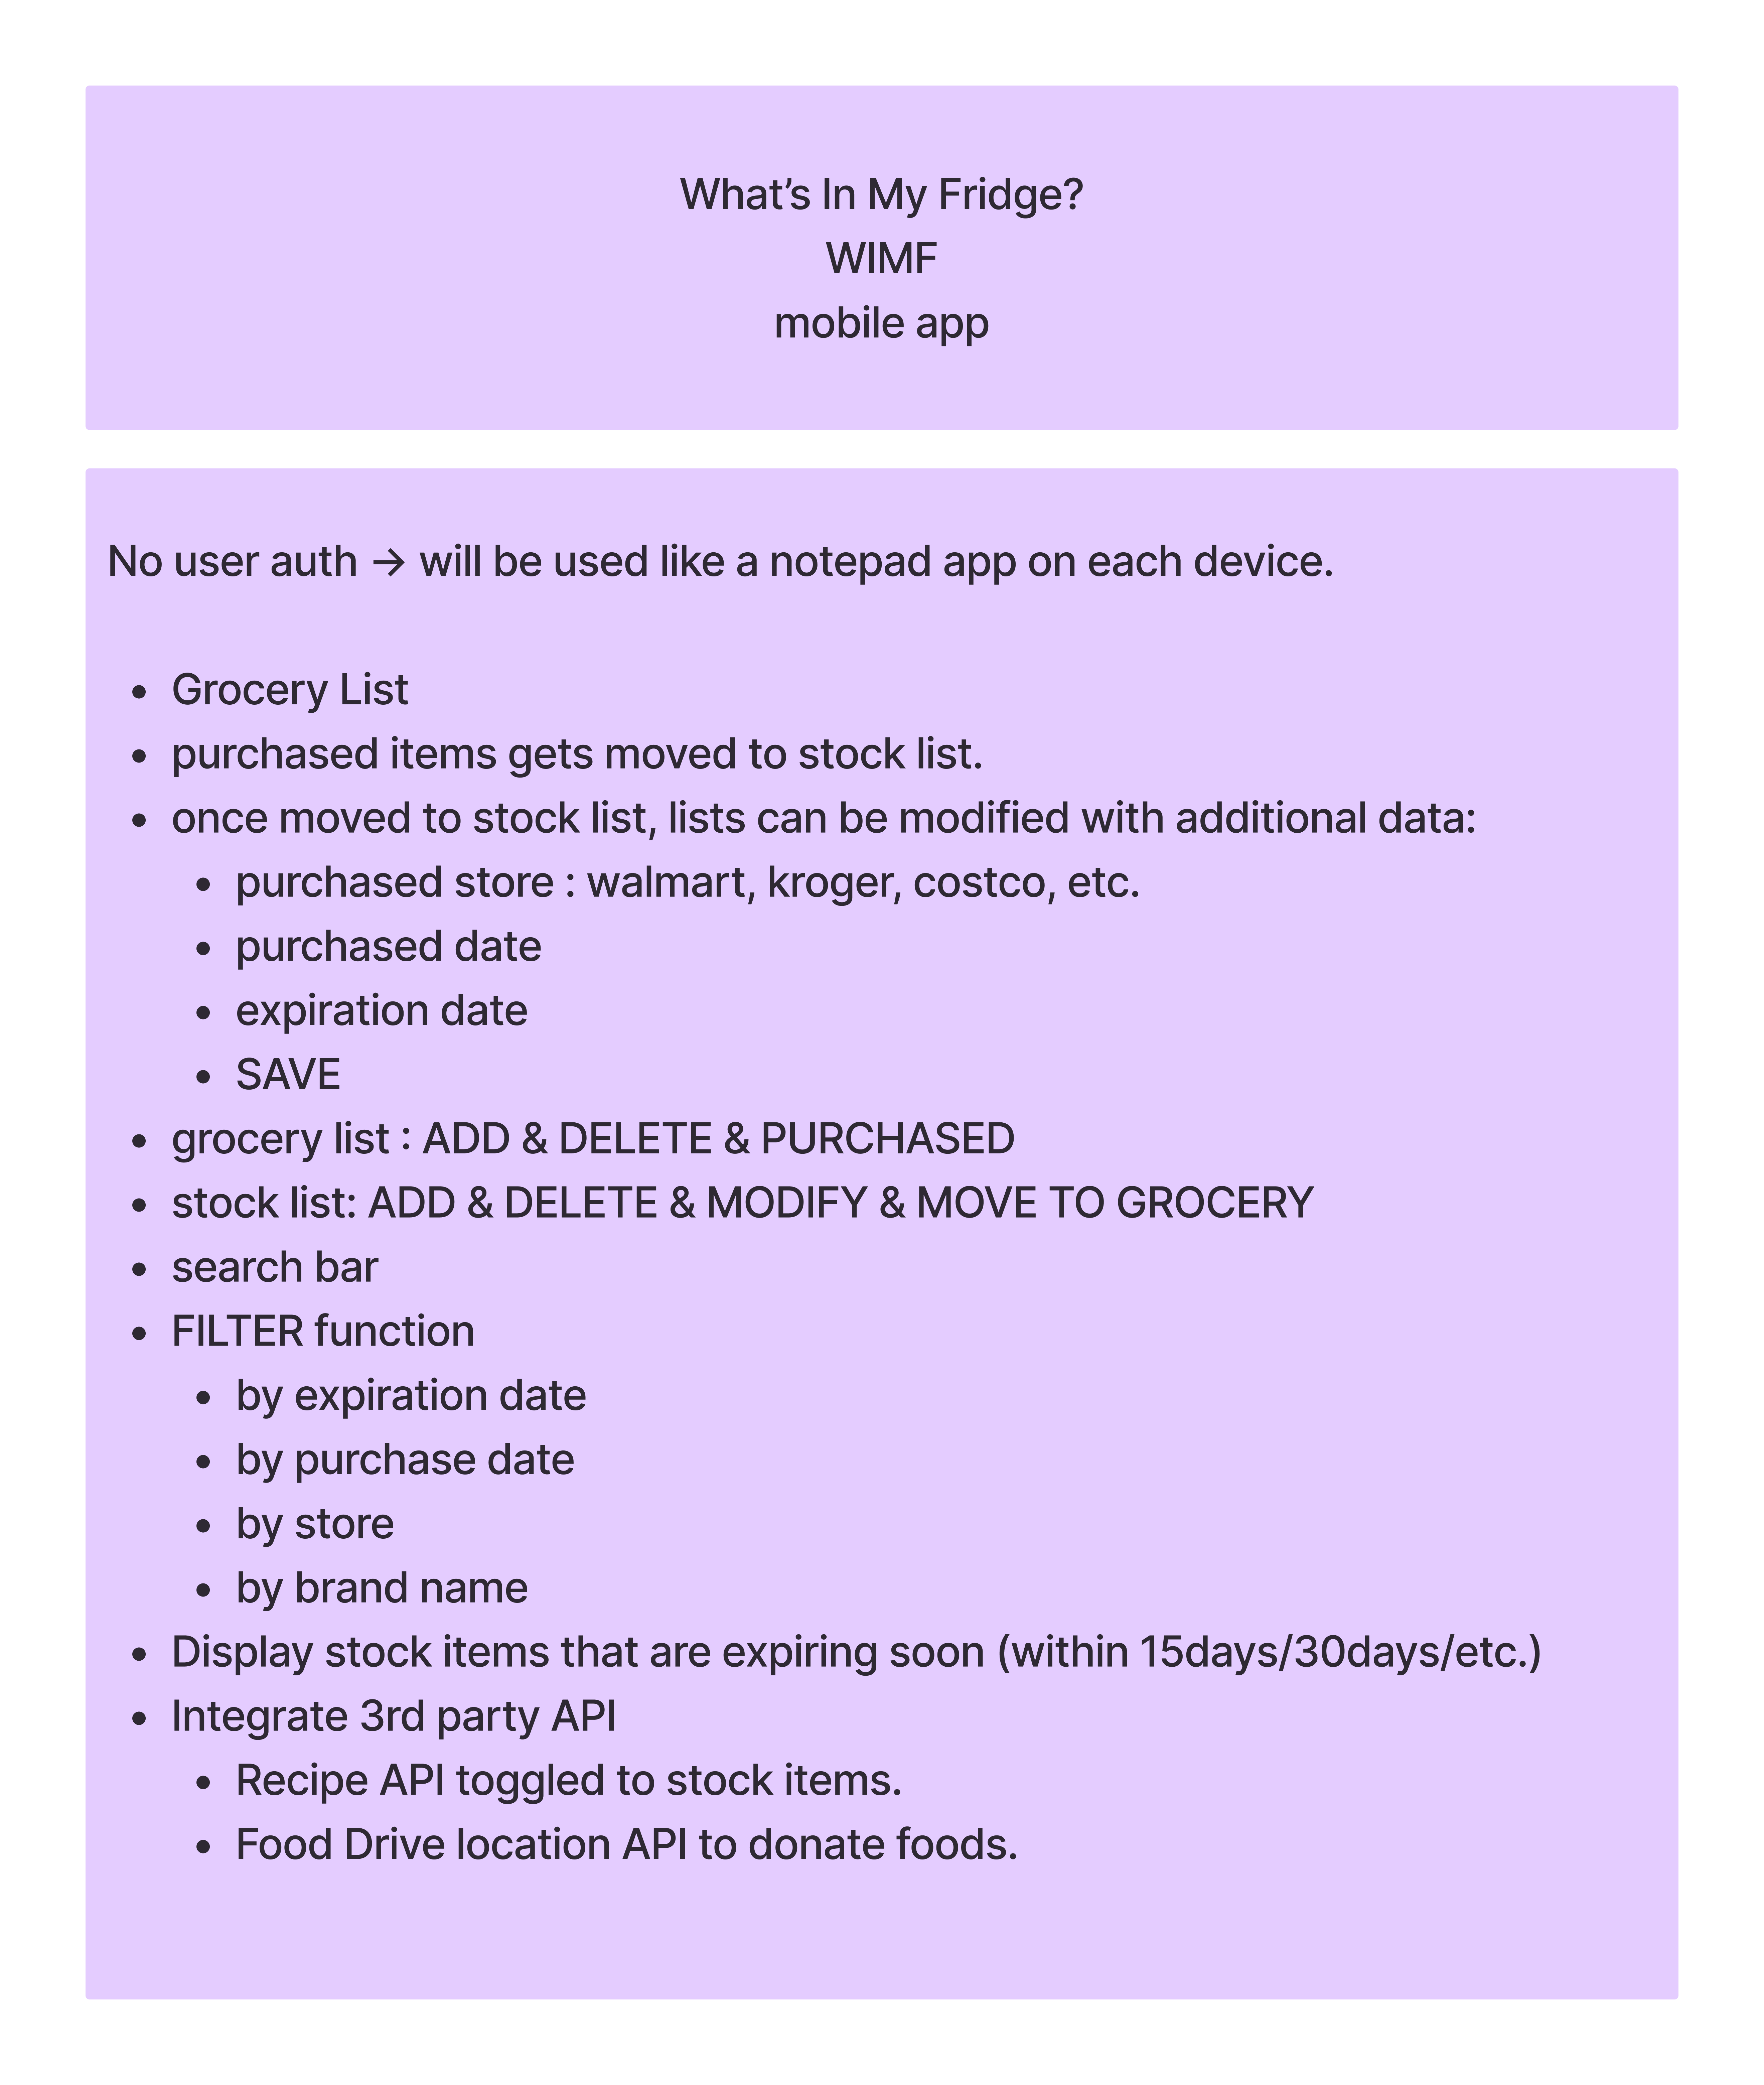 What’s In My Fridge?
WIMF
mobile app
No user auth → will be used like a notepad app on each device.
• Grocery List
• purchased items gets moved to stock list.
• once moved to stock list, lists can be modified with additional data:
• purchased store : walmart, kroger, costco, etc.
• purchased date
• expiration date
• SAVE
• grocery list : ADD & DELETE & PURCHASED
• stock list: ADD & DELETE & MODIFY & MOVE TO GROCERY
• search bar
• FILTER function
• by expiration date
• by purchase date
• by store
• by brand name
• Display stock items that are expiring soon (within 15days/30days/etc.)
• Integrate 3rd party API
• Recipe API toggled to stock items.
• Food Drive location API to donate foods.